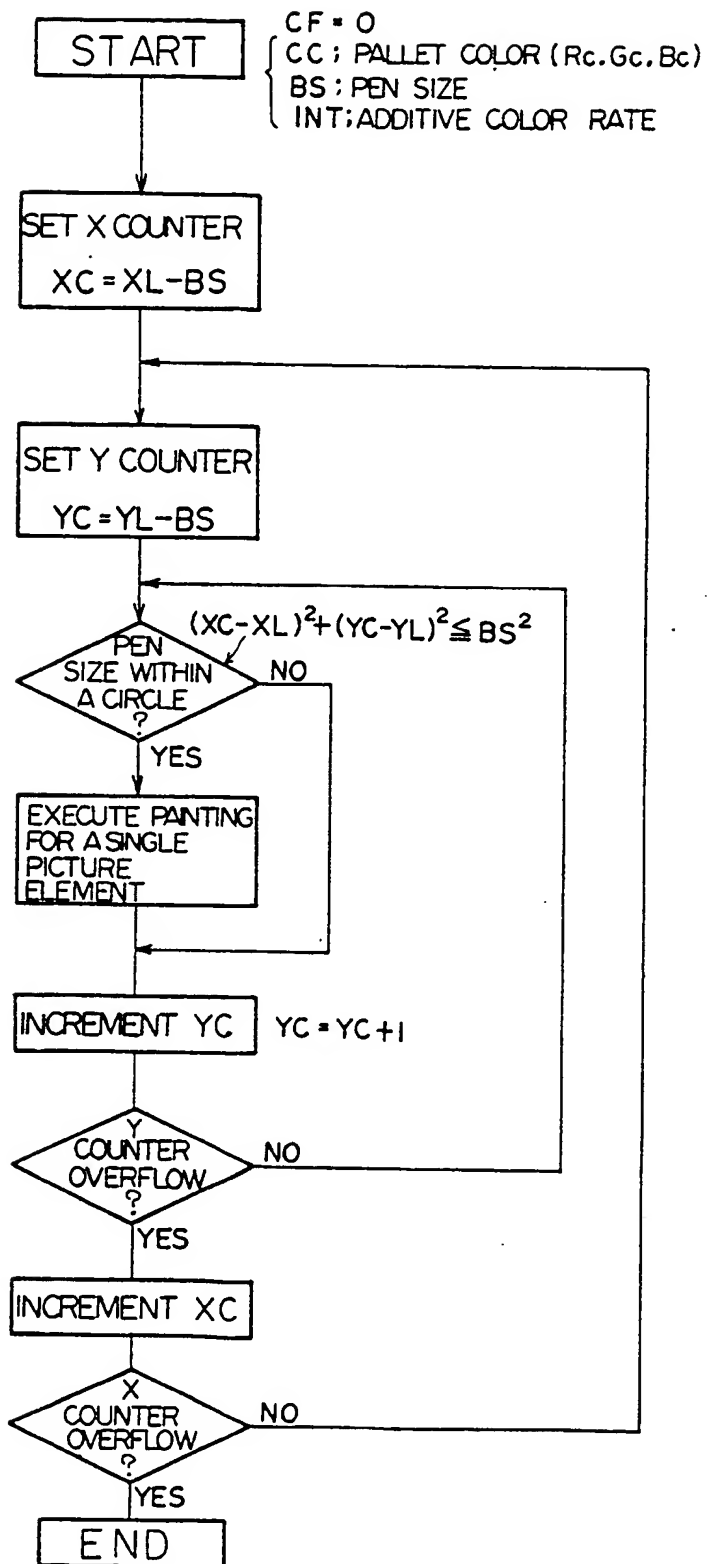 START
CF = 0
CC; PALLET COLOR (Rc.Gc.Bc)
BS; PEN SIZE
INT; ADDITIVE COLOR RATE
SET X COUNTER
XC = XL-BS
SET Y COUNTER
YC = YL-BS
(XC-XL)²+(YC-YL)²≦BS²
PEN
SIZE WITHIN
A CIRCLE
?
NO
YES
EXECUTE PAINTING
FOR A SINGLE
PICTURE
ELEMENT
INCREMENT YC
YC = YC+1
Y
COUNTER
OVERFLOW
?
NO
YES
INCREMENT XC
X
COUNTER
OVERFLOW
?
NO
YES
END